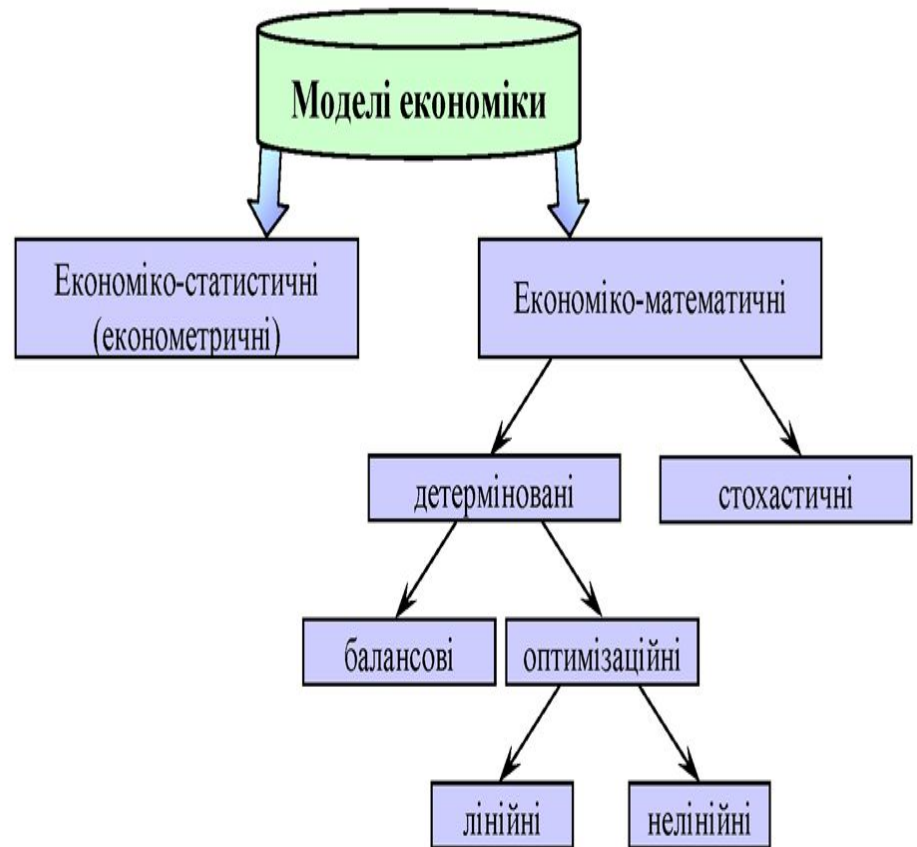 Моделі економіки
Економіко-статистичні
(економетричні)
Економіко-математичні
детерміновані
стохастичні
балансові
оптимізаційні
лінійні
нелінійні